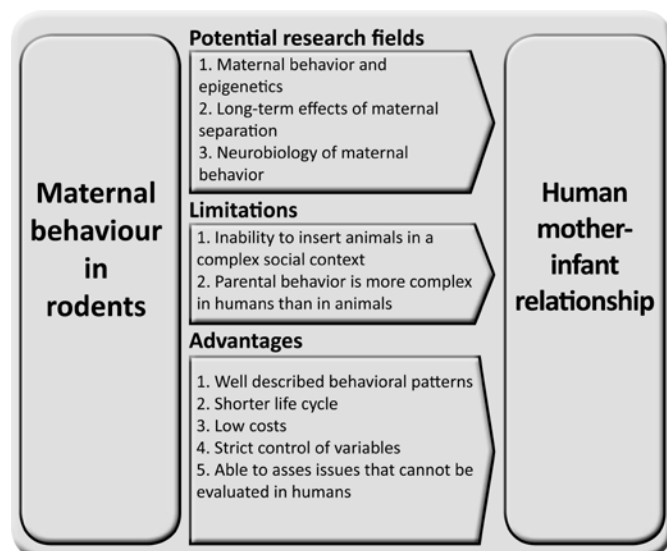 Maternal
behaviour
in
rodents
Potential research fields
1. Maternal behavior and
epigenetics
2. Long-term effects of maternal
separation
3. Neurobiology of maternal
behavior
Limitations
1. Inability to insert animals in a
complex social context
2. Parental behavior is more complex
in humans than in animals
Advantages
1. Well described behavioral patterns
2. Shorter life cycle
3. Low costs
4. Strict control of variables
5. Able to asses issues that cannot be
evaluated in humans
Human
mother-
infant
relationship